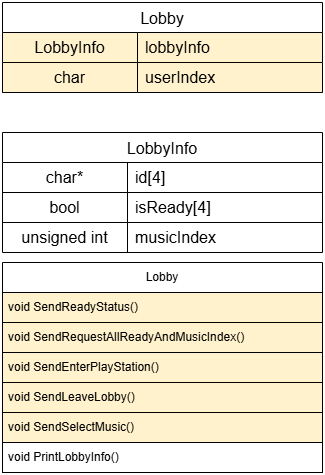 Lobby
LobbyInfo lobbyInfo
char userIndex
LobbyInfo
char* id[4]
bool isReady[4]
unsigned int musicIndex
Lobby
void SendReadyStatus()
void SendRequestAllReadyAndMusicIndex()
void SendEnterPlayStation()
void SendLeaveLobby()
void SendSelectMusic()
void PrintLobbyInfo()